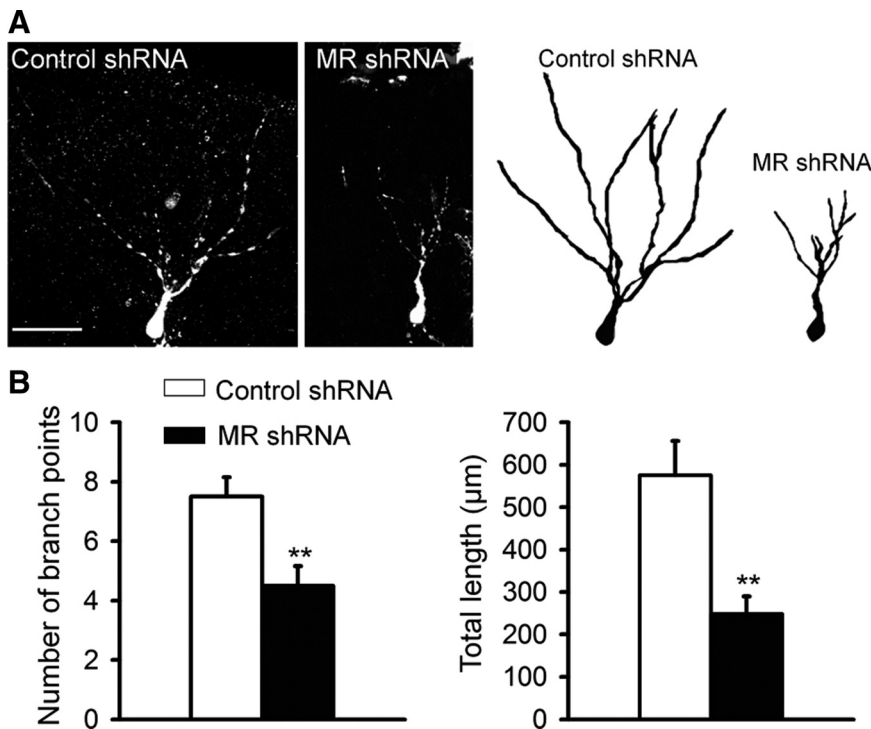 A
Control shRNA
MR shRNA
Control shRNA
MR shRNA
B
Control shRNA
MR shRNA
Number of branch points
10
8
6
4
2
0
**
Total length (µm)
700
600
500
400
300
200
100
0
**